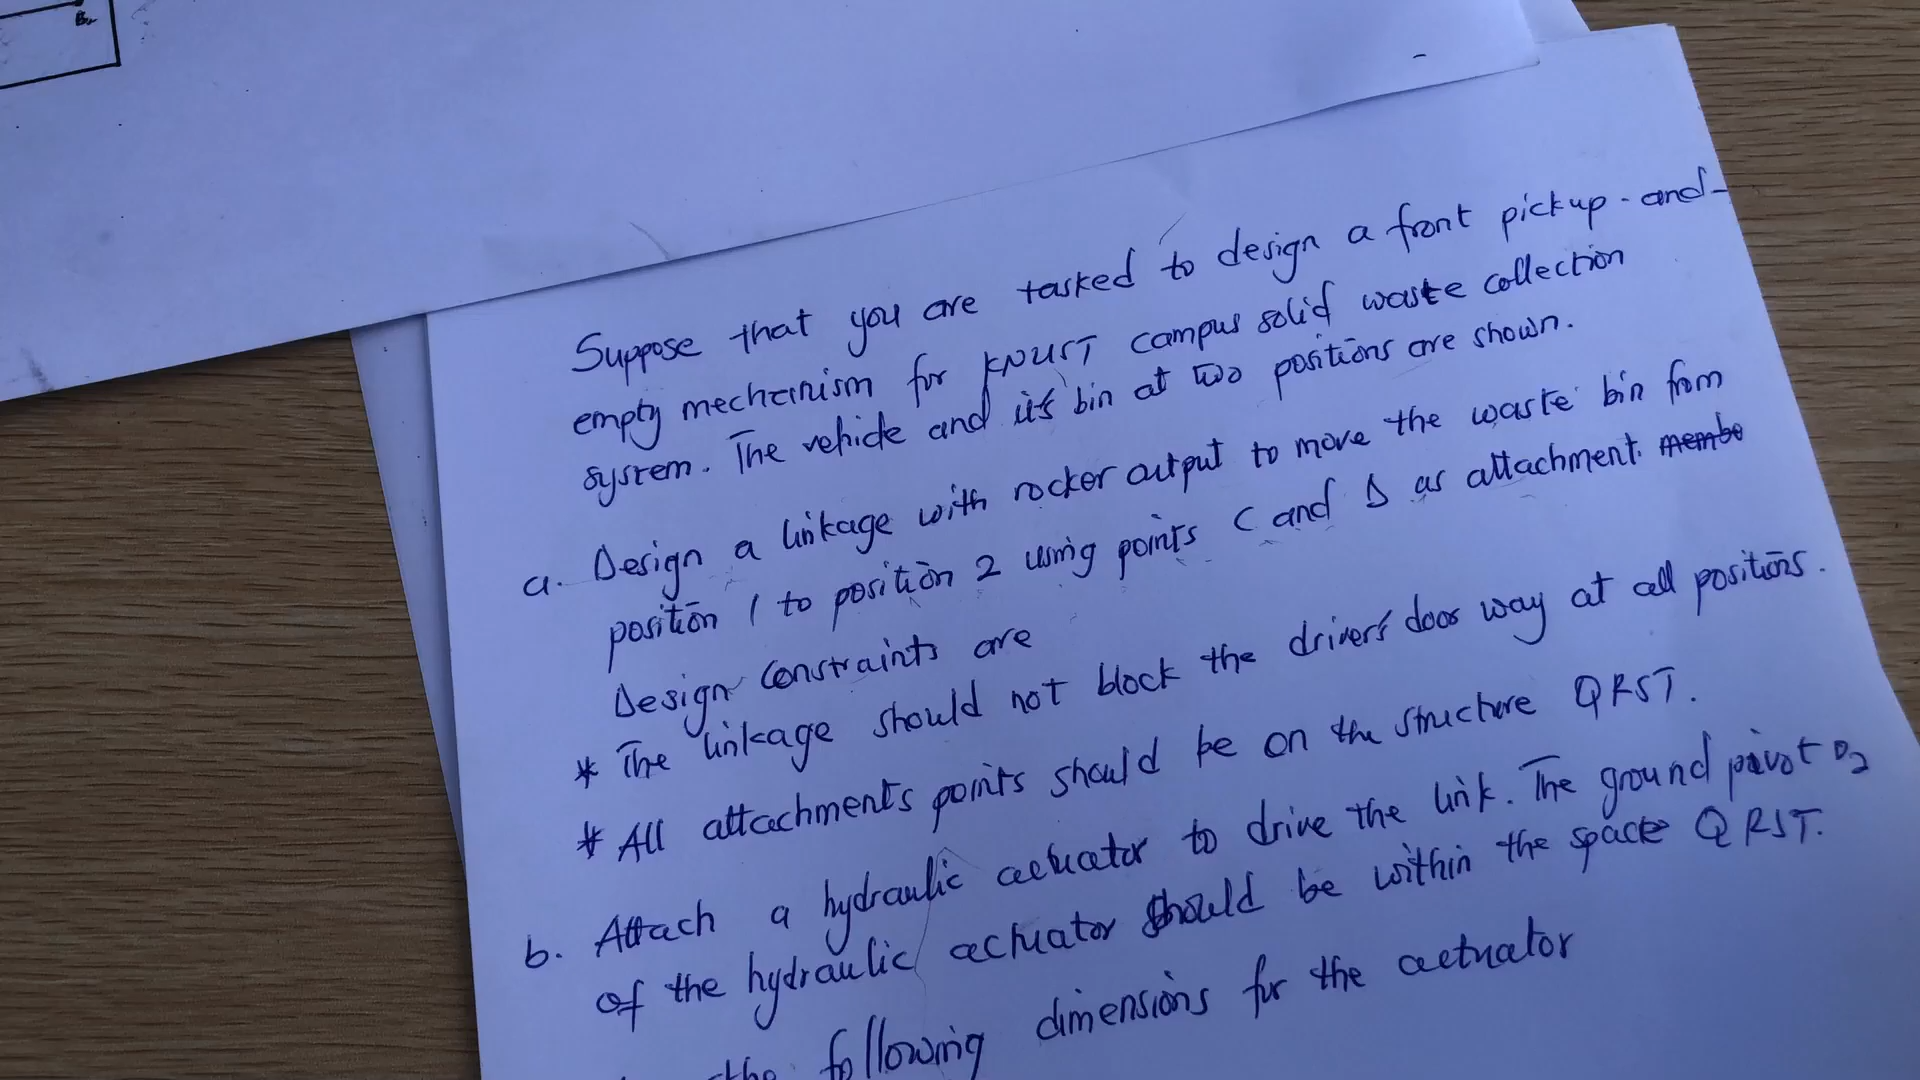 B₂
Suppose that you are tasked to design a front pickup-and-
empty mechanism for KNUST campus solid waste collection
system. The vehicle and its bin at two positions are shown.
a. Design a linkage with rocker output to move the waste bin from
position 1 to position 2 using points C and D as attachment membe
Design constraints are
* The linkage should not block the driver's door way at all positions.
* All attachments points should be on the structure QRST.
b. Attach a hydraulic actuator to drive the link. The ground pivot O₂
of the hydraulic actuator should be within the space QRST.
the following dimensions for the actuator